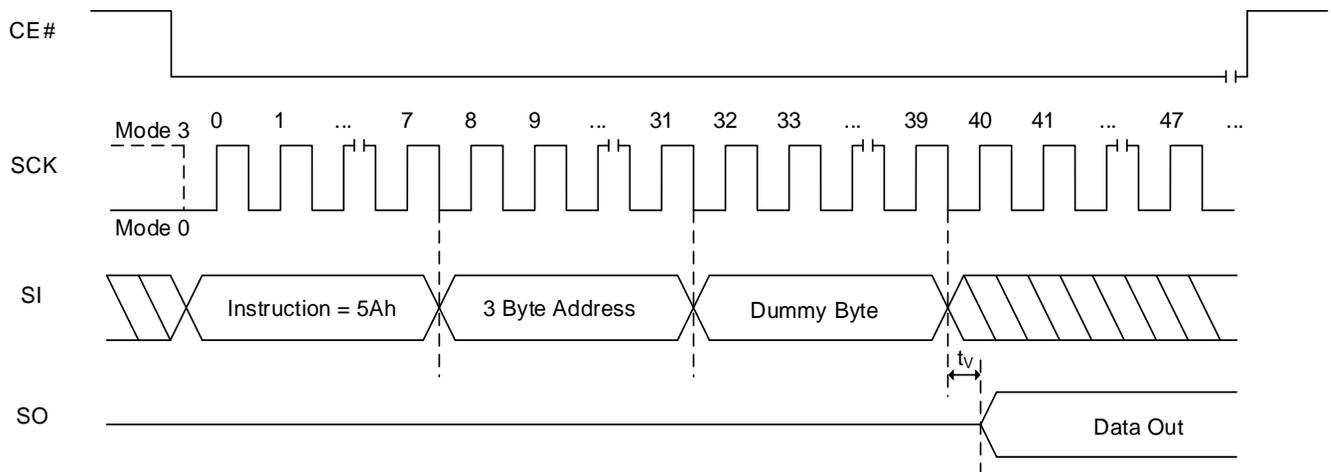 CE#
Mode 3 0 1 ... 7 8 9 ... 31 32 33 ... 39 40 41 ... 47 ...
SCK
Mode 0
SI Instruction = 5Ah 3 Byte Address Dummy Byte
tV
SO Data Out